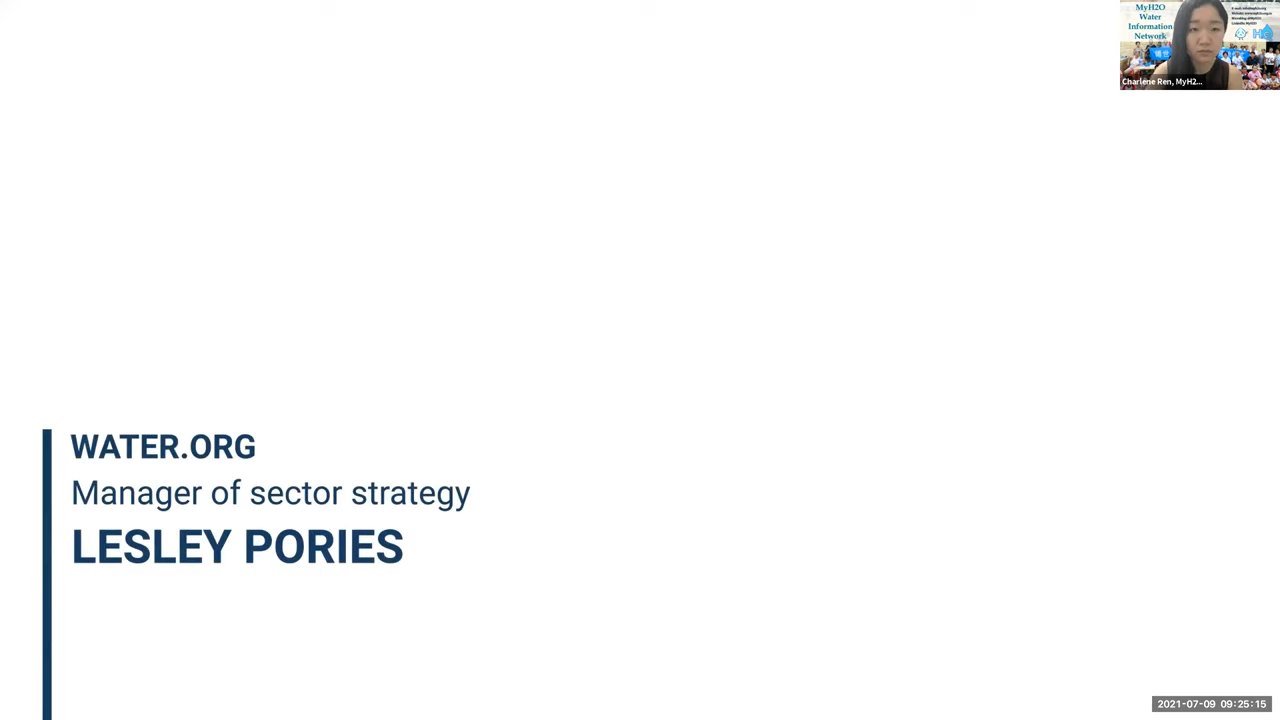 MyH2O
Water
Information
Network
Charlene Ren, MyH2...
WATER.ORG
Manager of sector strategy
LESLEY PORIES
2021-07-09 09:25:15